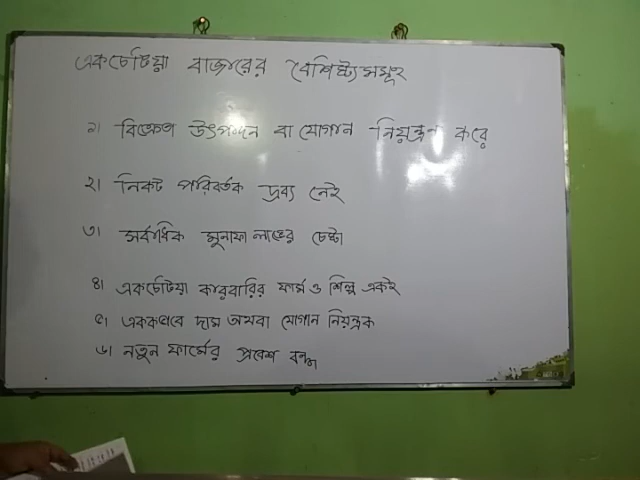 একচেটিয়া বাজারের বৈশিষ্ট্যসমূহ
১। বিক্রেতা উৎপাদন বা যোগান নিয়ন্ত্রণ করে
২। নিকট পরিবর্তক দ্রব্য নেই
৩। সর্বাধিক মুনাফা লাভের চেষ্টা
৪। একচেটিয়া কারবারির ফার্ম ও শিল্প একই
৫। এককভাবে দাম অথবা যোগান নিয়ন্ত্রক
৬। নতুন ফার্মের প্রবেশ বন্ধ